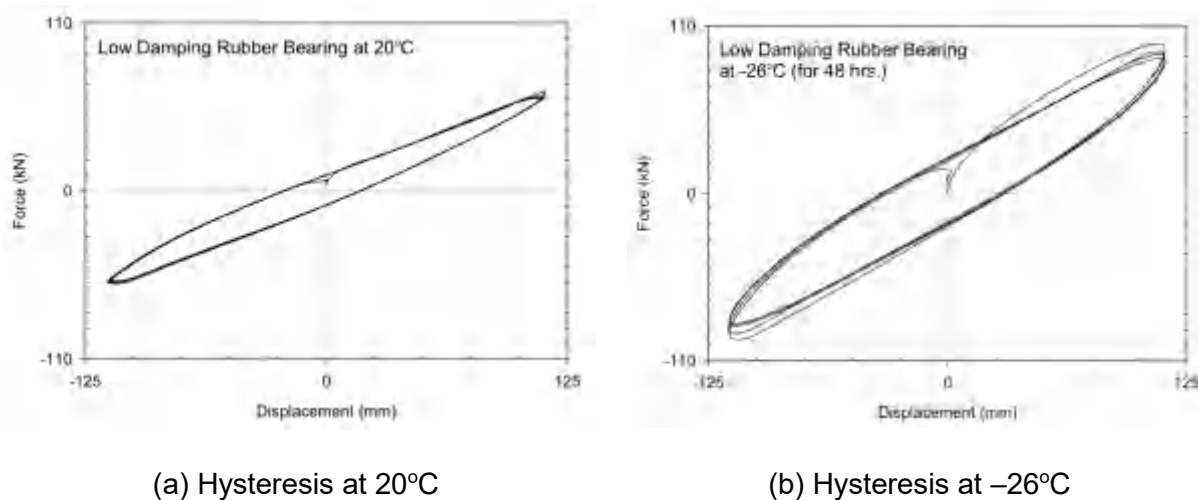 110
Low Damping Rubber Bearing at 20°C
Force (kN)
0
-110
-125
0
125
Displacement (mm)
(a) Hysteresis at 20°C
110
Low Damping Rubber Bearing
at –26°C (for 48 hrs.)
Force (kN)
0
-110
-125
0
125
Displacement (mm)
(b) Hysteresis at –26°C